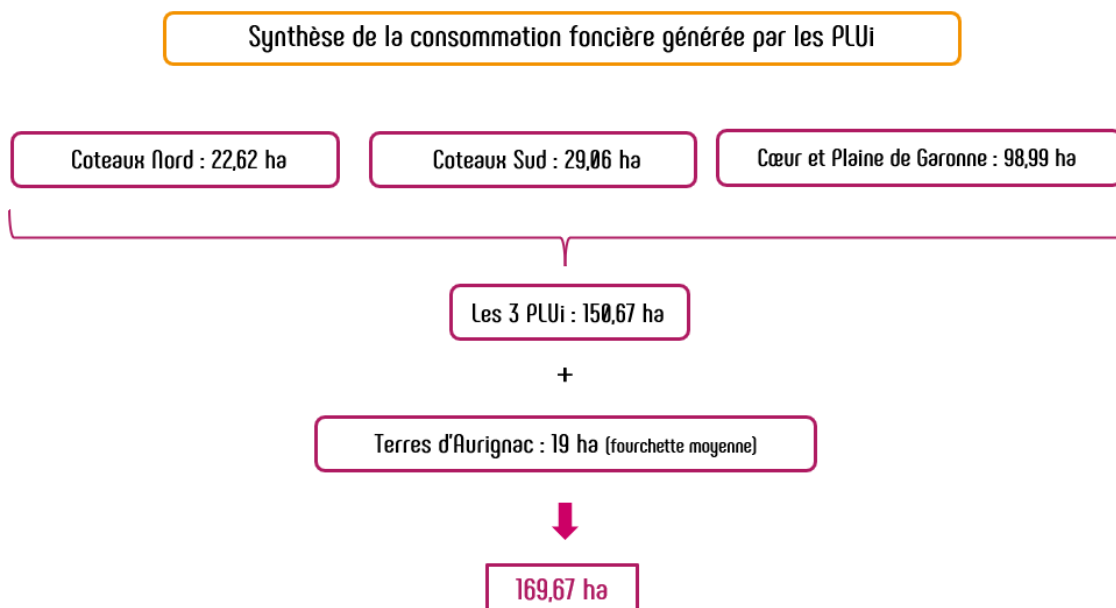 Synthèse de la consommation foncière générée par les PLUi
Coteaux Nord : 22,62 ha
Coteaux Sud : 29,06 ha
Cœur et Plaine de Garonne : 98,99 ha
Les 3 PLUi : 150,67 ha
+
Terres d'Aurignac : 19 ha (fourchette moyenne)
169,67 ha